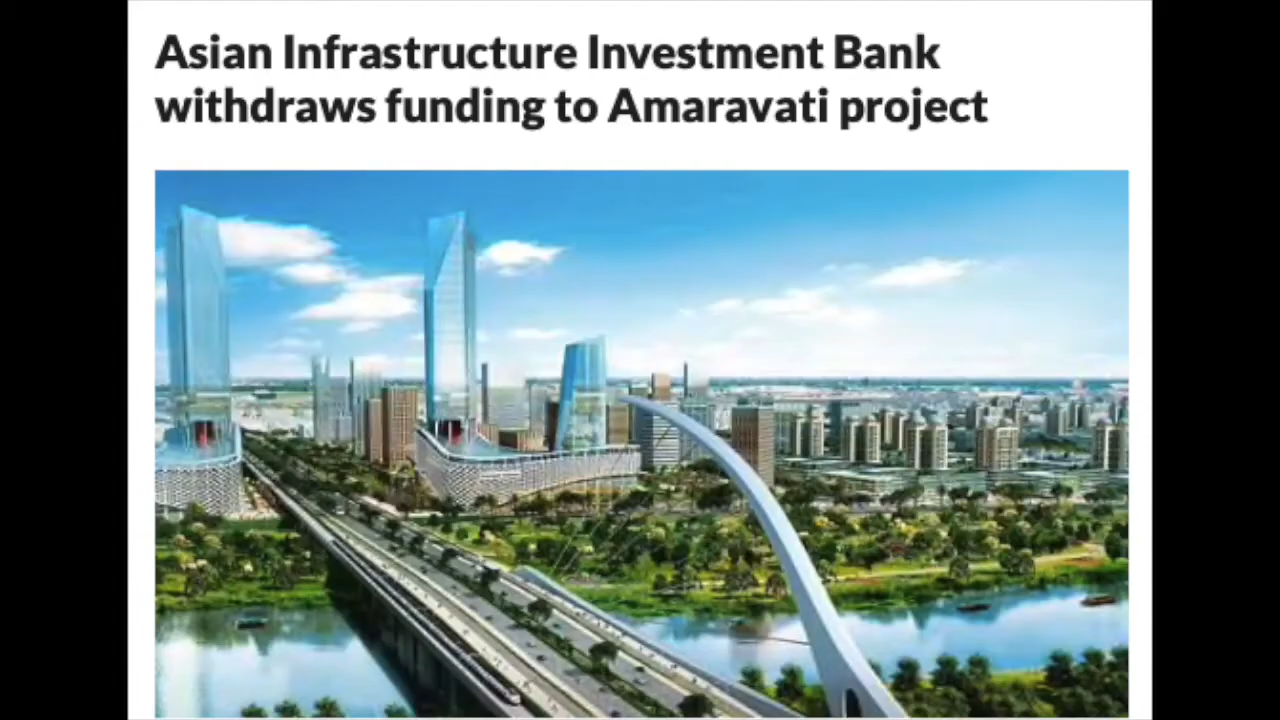 Asian Infrastructure Investment Bank
withdraws funding to Amaravati project